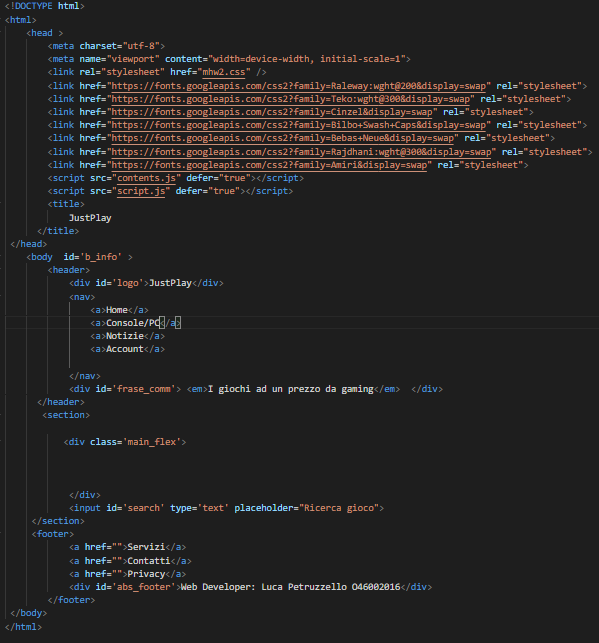 <!DOCTYPE html>
<html>
<head >
<meta charset="utf-8">
<meta name="viewport" content="width=device-width, initial-scale=1">
<link rel="stylesheet" href="mhw2.css" />
<link href="https://fonts.googleapis.com/css2?family=Raleway:wght@200&display=swap" rel="stylesheet">
<link href="https://fonts.googleapis.com/css2?family=Teko:wght@300&display=swap" rel="stylesheet">
<link href="https://fonts.googleapis.com/css2?family=Cinzel&display=swap" rel="stylesheet">
<link href="https://fonts.googleapis.com/css2?family=Bilbo+Swash+Caps&display=swap" rel="stylesheet">
<link href="https://fonts.googleapis.com/css2?family=Bebas+Neue&display=swap" rel="stylesheet">
<link href="https://fonts.googleapis.com/css2?family=Rajdhani:wght@300&display=swap" rel="stylesheet">
<link href="https://fonts.googleapis.com/css2?family=Amiri&display=swap" rel="stylesheet">
<script src="contents.js" defer="true"></script>
<script src="script.js" defer="true"></script>
<title>
JustPlay
</title>
</head>
<body id='b_info' >
<header>
<div id='logo'>JustPlay</div>
<nav>
<a>Home</a>
<a>Console/PC</a>
<a>Notizie</a>
<a>Account</a>
</nav>
<div id='frase_comm'> <em>I giochi ad un prezzo da gaming</em> </div>
</header>
<section>
<div class='main_flex'>
</div>
<input id='search' type='text' placeholder="Ricerca gioco">
</section>
<footer>
<a href="">Servizi</a>
<a href="">Contatti</a>
<a href="">Privacy</a>
<div id='abs_footer'>Web Developer: Luca Petruzzello O46002016</div>
</footer>
</body>
</html>